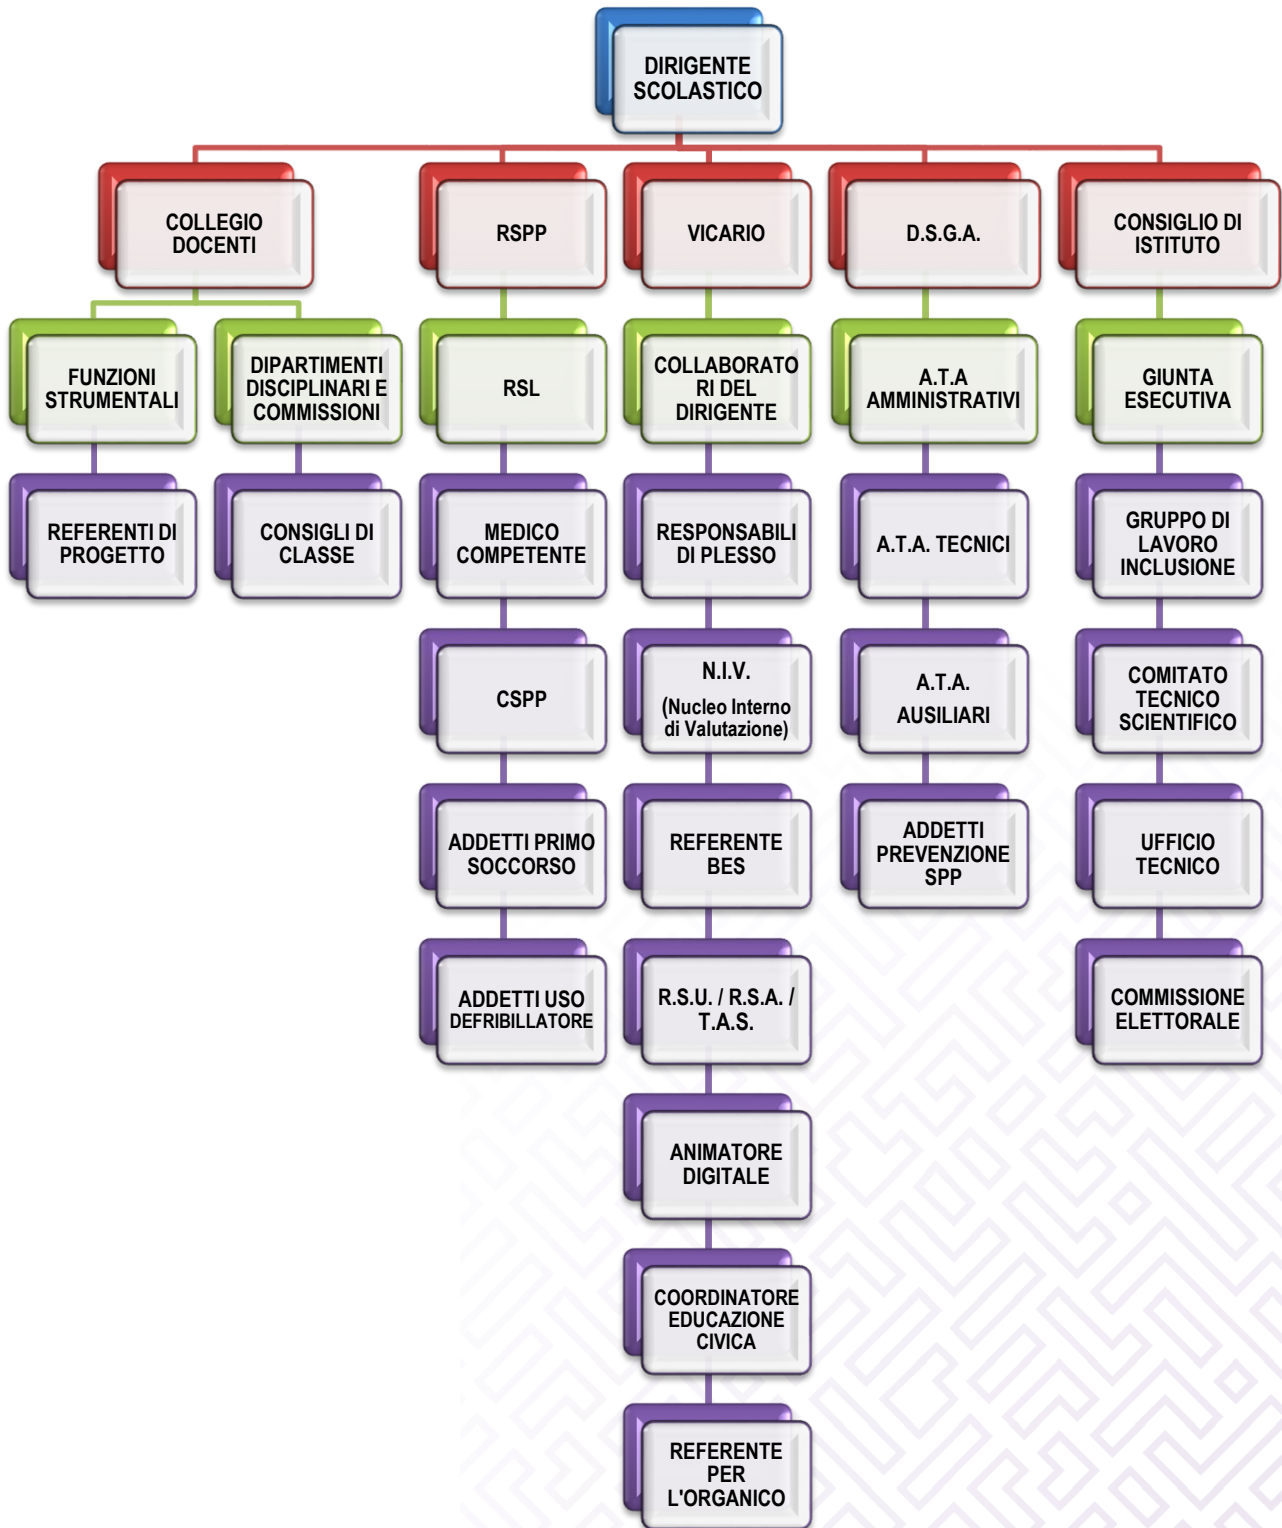 DIRIGENTE
SCOLASTICO
COLLEGIO
DOCENTI
RSPP
VICARIO
D.S.G.A.
CONSIGLIO DI
ISTITUTO
FUNZIONI
STRUMENTALI
DIPARTIMENTI
DISCIPLINARI E
COMMISSIONI
RSL
COLLABORATO
RI DEL
DIRIGENTE
A.T.A
AMMINISTRATIVI
GIUNTA
ESECUTIVA
REFERENTI DI
PROGETTO
CONSIGLI DI
CLASSE
MEDICO
COMPETENTE
RESPONSABILI
DI PLESSO
A.T.A. TECNICI
GRUPPO DI
LAVORO
INCLUSIONE
CSPP
N.I.V.
(Nucleo Interno
di Valutazione)
A.T.A.
AUSILIARI
COMITATO
TECNICO
SCIENTIFICO
ADDETTI PRIMO
SOCCORSO
REFERENTE
BES
ADDETTI
PREVENZIONE
SPP
UFFICIO
TECNICO
ADDETTI USO
DEFRIBILLATORE
R.S.U. / R.S.A. /
T.A.S.
COMMISSIONE
ELETTORALE
ANIMATORE
DIGITALE
COORDINATORE
EDUCAZIONE
CIVICA
REFERENTE
PER
L'ORGANICO